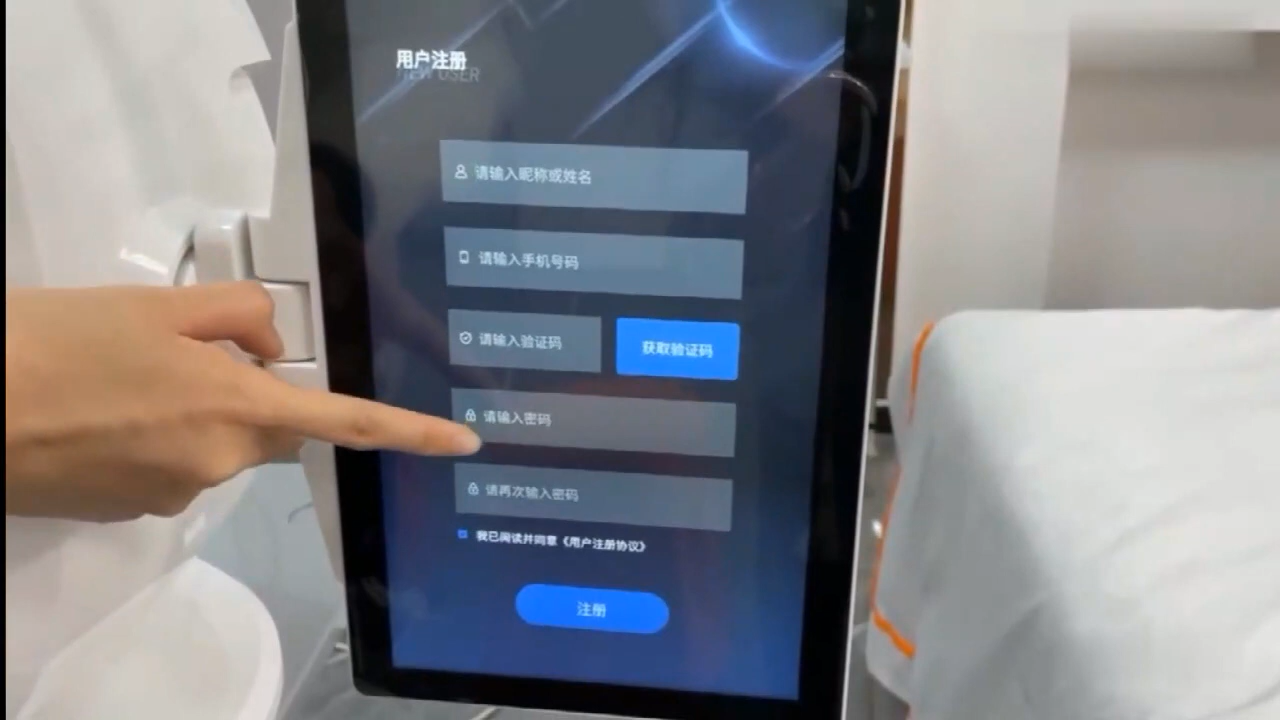 用户注册
NEW USER
请输入昵称或姓名
请输入手机号码
请输入验证码
获取验证码
请输入密码
请再次输入密码
我已阅读并同意《用户注册协议》
注册